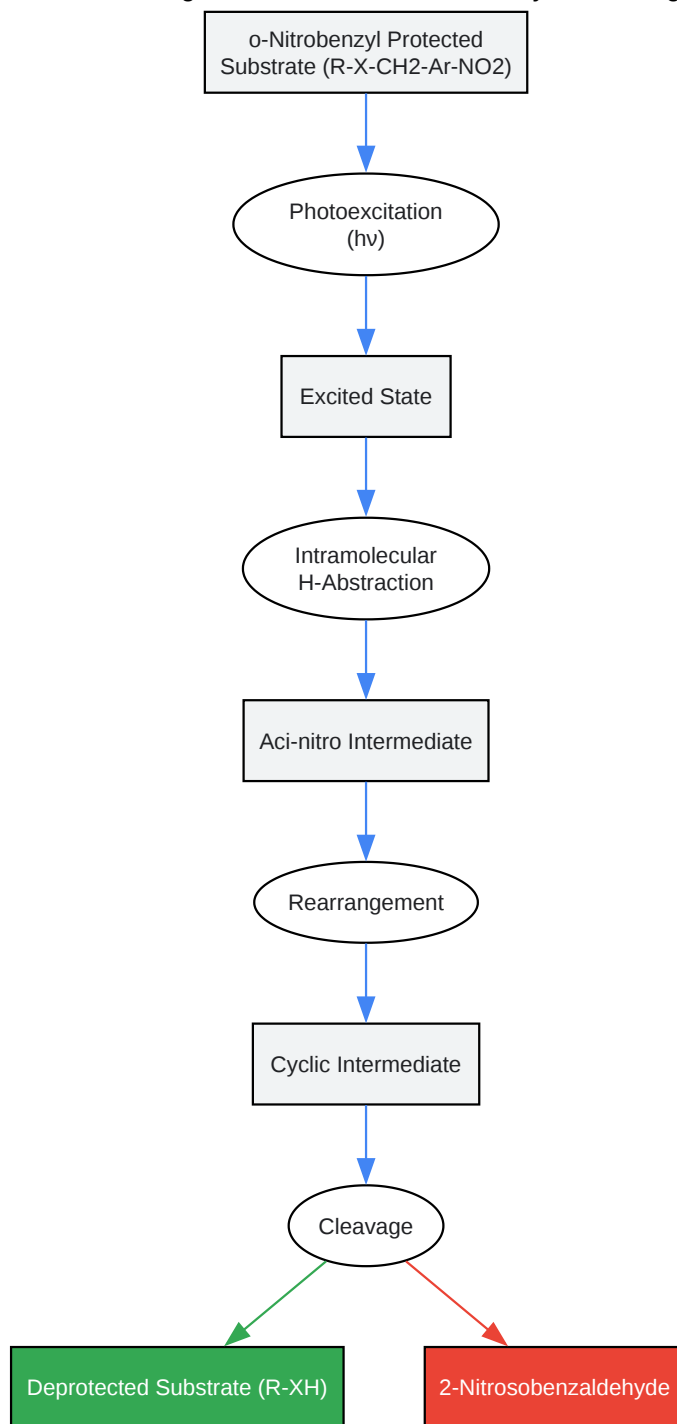 o-Nitrobenzyl Protected
Substrate (R-X-CH2-Ar-NO2)
Photoexcitation
(hν)
Excited State
Intramolecular
H-Abstraction
Aci-nitro Intermediate
Rearrangement
Cyclic Intermediate
Cleavage
Deprotected Substrate (R-XH)
2-Nitrosobenzaldehyde